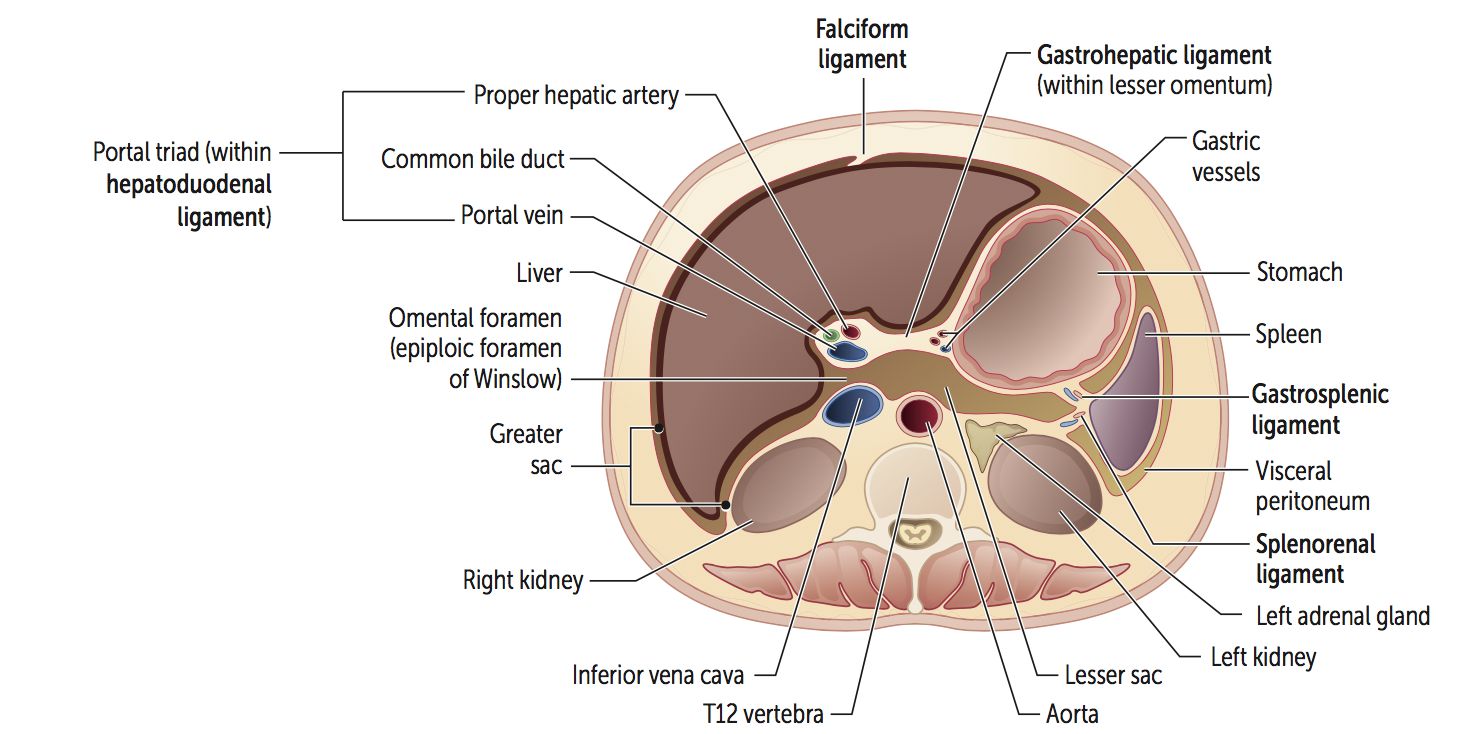 Falciform
ligament
Gastrohepatic ligament
(within lesser omentum)
Proper hepatic artery
Portal triad (within
hepatoduodenal
ligament)
Common bile duct
Gastric
vessels
Portal vein
Liver
Stomach
Omental foramen
(epiploic foramen
of Winslow)
Spleen
Gastrosplenic
ligament
Greater
sac
Visceral
peritoneum
Splenorenal
ligament
Right kidney
Left adrenal gland
Left kidney
Inferior vena cava
Lesser sac
T12 vertebra
Aorta